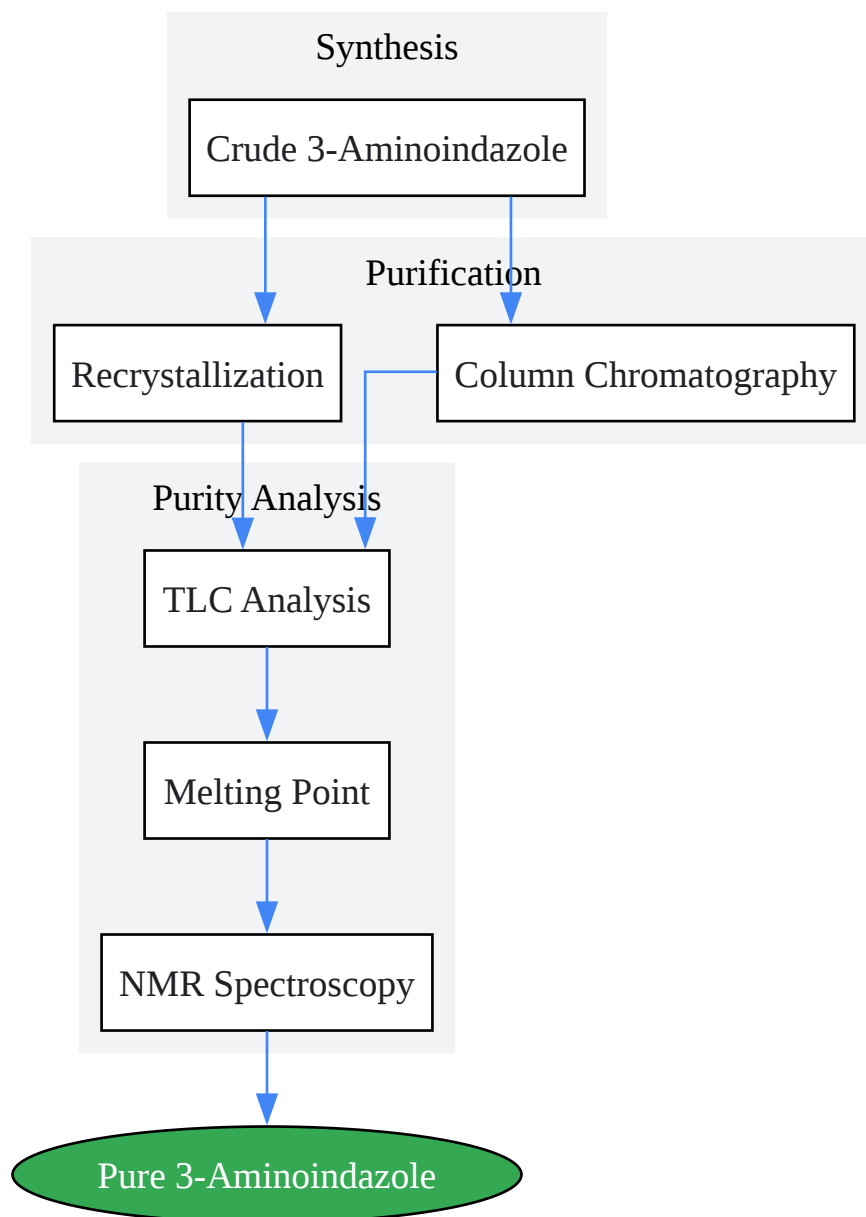 Synthesis
Crude 3-Aminoindazole
Purification
Recrystallization
Column Chromatography
Purity Analysis
TLC Analysis
Melting Point
NMR Spectroscopy
Pure 3-Aminoindazole